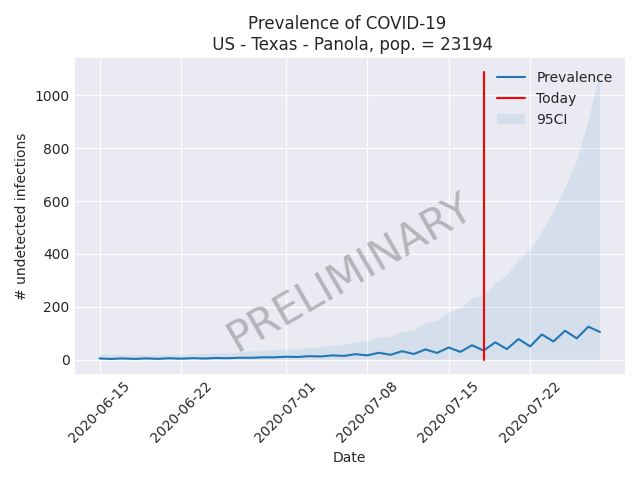 Prevalence of COVID-19
US - Texas - Panola, pop. = 23194
Prevalence
Today
95CI
1000
800
600
400
200
0
# undetected infections
PRELIMINARY
2020-06-15
2020-06-22
2020-07-01
2020-07-08
2020-07-15
2020-07-22
Date